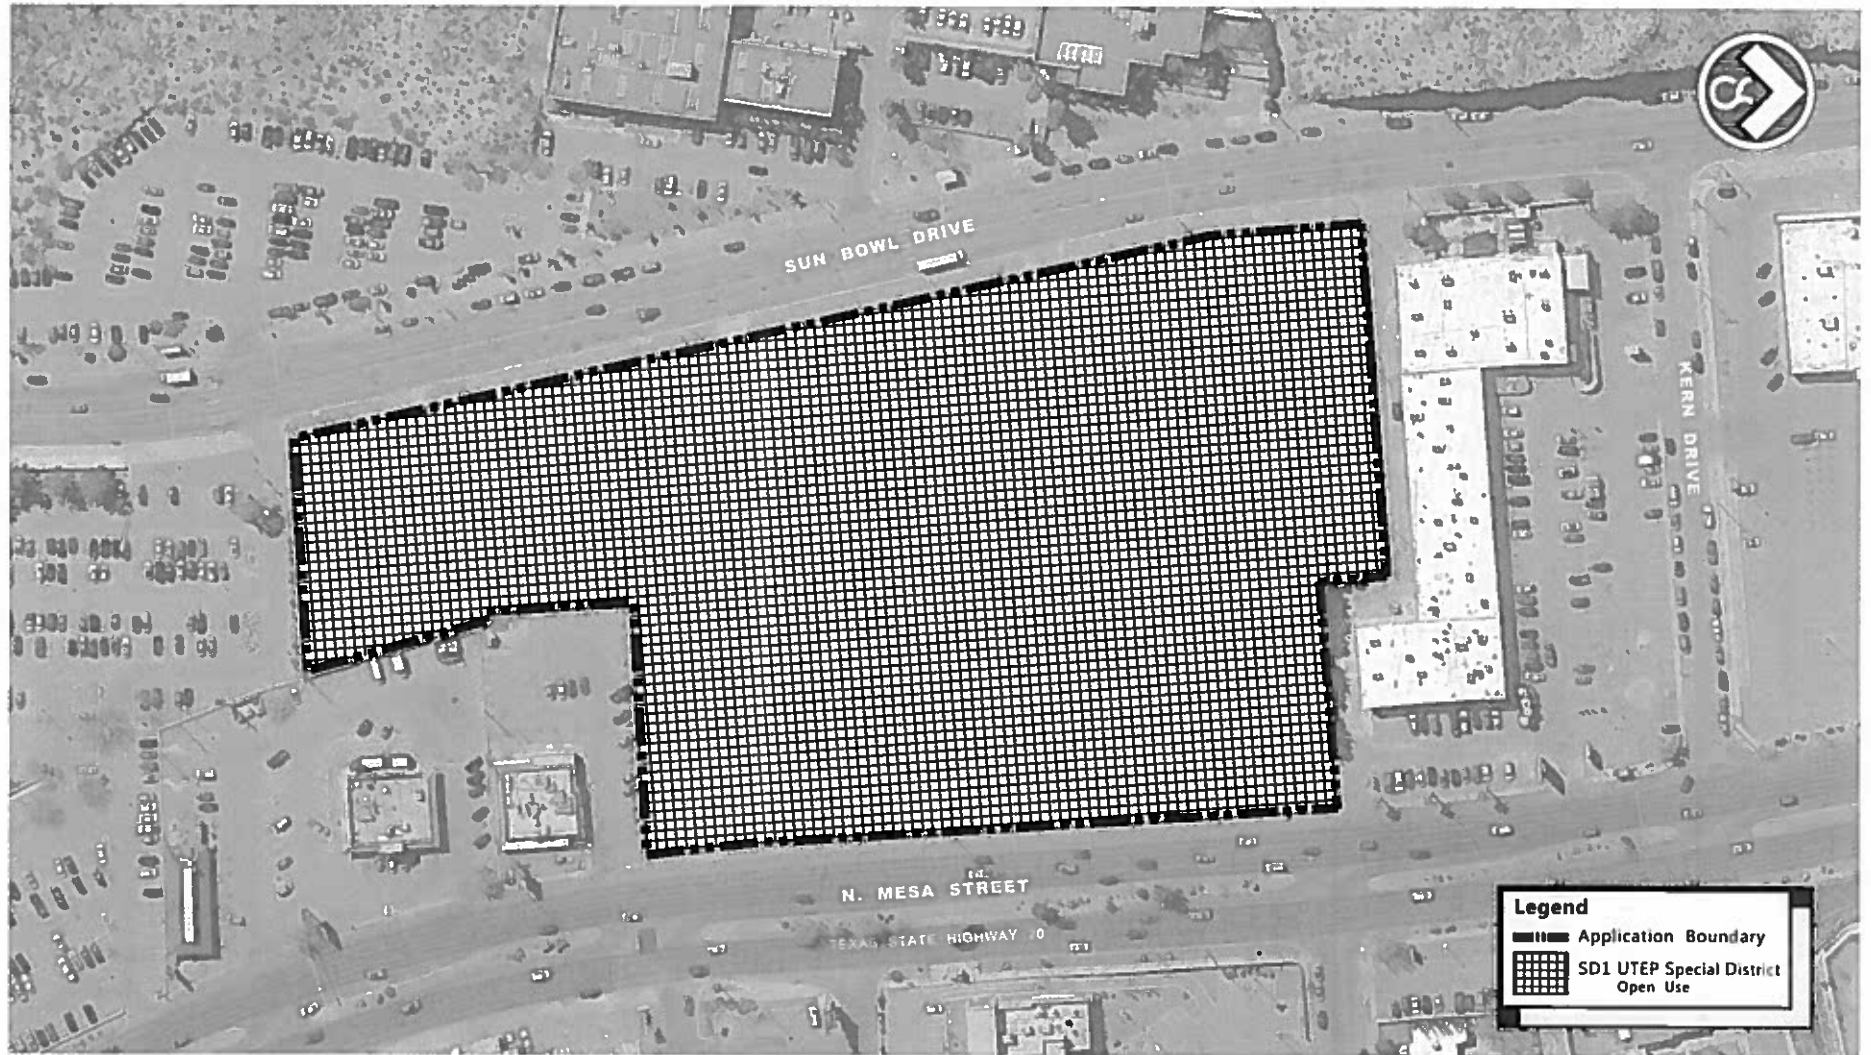 SUN BOWL DRIVE
KERN DRIVE
N. MESA STREET
TEXAS STATE HIGHWAY 20
Legend
Application Boundary
SD1 UTEP Special District
Open Use